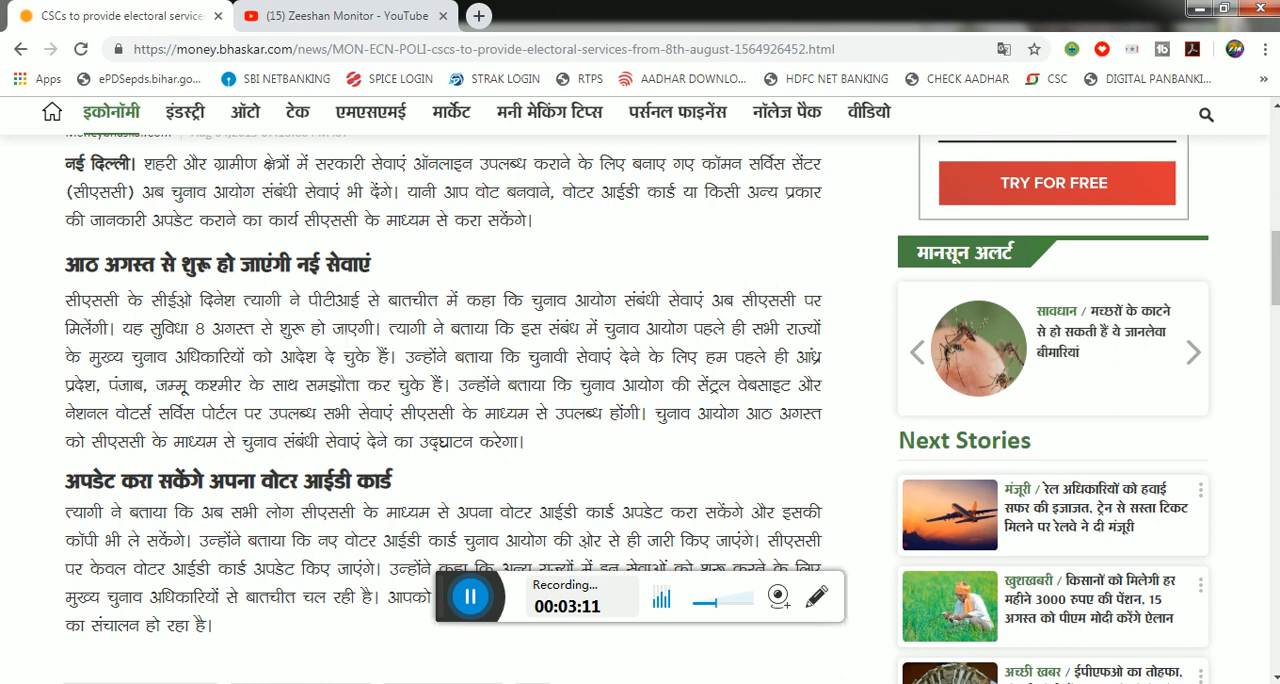 CSCs to provide electoral service
(15) Zeeshan Monitor - YouTube
https://money.bhaskar.com/news/MON-ECN-POLI-cscs-to-provide-electoral-services-from-8th-august-1564926452.html
Apps ePDSepds.bihar.go... SBI NETBANKING SPICE LOGIN STRAK LOGIN RTPS AADHAR DOWNLO... HDFC NET BANKING CHECK AADHAR CSC DIGITAL PANBANKI... »
इकोनॉमी इंडस्ट्री ऑटो टेक एमएसएमई मार्केट मनी मेकिंग टिप्स पर्सनल फाइनेंस नॉलेज पैक वीडियो
नई दिल्ली। शहरी और ग्रामीण क्षेत्रों में सरकारी सेवाएं ऑनलाइन उपलब्ध कराने के लिए बनाए गए कॉमन सर्विस सेंटर
(सीएससी) अब चुनाव आयोग संबंधी सेवाएं भी देंगे। यानी आप वोट बनवाने, वोटर आईडी कार्ड या किसी अन्य प्रकार
की जानकारी अपडेट कराने का कार्य सीएससी के माध्यम से करा सकेंगे।
आठ अगस्त से शुरू हो जाएंगी नई सेवाएं
सीएससी के सीईओ दिनेश त्यागी ने पीटीआई से बातचीत में कहा कि चुनाव आयोग संबंधी सेवाएं अब सीएससी पर
मिलेंगी। यह सुविधा 8 अगस्त से शुरू हो जाएगी। त्यागी ने बताया कि इस संबंध में चुनाव आयोग पहले ही सभी राज्यों
के मुख्य चुनाव अधिकारियों को आदेश दे चुके हैं। उन्होंने बताया कि चुनावी सेवाएं देने के लिए हम पहले ही आंध्र
प्रदेश, पंजाब, जम्मू कश्मीर के साथ समझौता कर चुके हैं। उन्होंने बताया कि चुनाव आयोग की सेंट्रल वेबसाइट और
नेशनल वोटर्स सर्विस पोर्टल पर उपलब्ध सभी सेवाएं सीएससी के माध्यम से उपलब्ध होंगी। चुनाव आयोग आठ अगस्त
को सीएससी के माध्यम से चुनाव संबंधी सेवाएं देने का उद्घाटन करेगा।
अपडेट करा सकेंगे अपना वोटर आईडी कार्ड
त्यागी ने बताया कि अब सभी लोग सीएससी के माध्यम से अपना वोटर आईडी कार्ड अपडेट करा सकेंगे और इसकी
कॉपी भी ले सकेंगे। उन्होंने बताया कि नए वोटर आईडी कार्ड चुनाव आयोग की ओर से ही जारी किए जाएंगे। सीएससी
पर केवल वोटर आईडी कार्ड अपडेट किए जाएंगे। उन्होंने कहा कि अन्य राज्यों में इन सेवाओं को शुरू करने के लिए
मुख्य चुनाव अधिकारियों से बातचीत चल रही है। आपको
का संचालन हो रहा है।
Recording...
00:03:11
TRY FOR FREE
मानसून अलर्ट
सावधान / मच्छरों के काटने
से हो सकती हैं ये जानलेवा
बीमारियां
Next Stories
मंजूरी / रेल अधिकारियों को हवाई
सफर की इजाजत, ट्रेन से सस्ता टिकट
मिलने पर रेलवे ने दी मंजूरी
खुशखबरी / किसानों को मिलेगी हर
महीने 3000 रुपए की पेंशन, 15
अगस्त को पीएम मोदी करेंगे ऐलान
अच्छी खबर / ईपीएफओ का तोहफा,